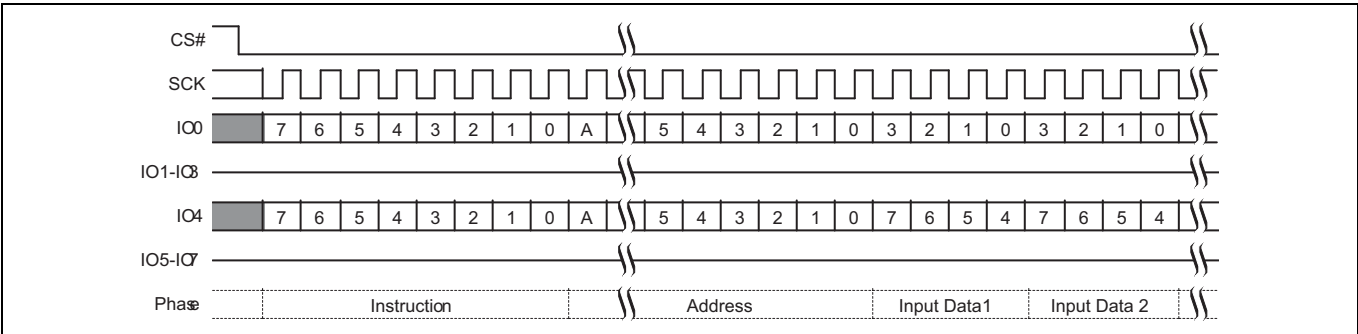 CS#
SCK
IO0 7 6 5 4 3 2 1 0 A 5 4 3 2 1 0 3 2 1 0 3 2 1 0
IO1-IO3
IO4 7 6 5 4 3 2 1 0 A 5 4 3 2 1 0 7 6 5 4 7 6 5 4
IO5-IO7
Phase Instruction Address Input Data1 Input Data 2